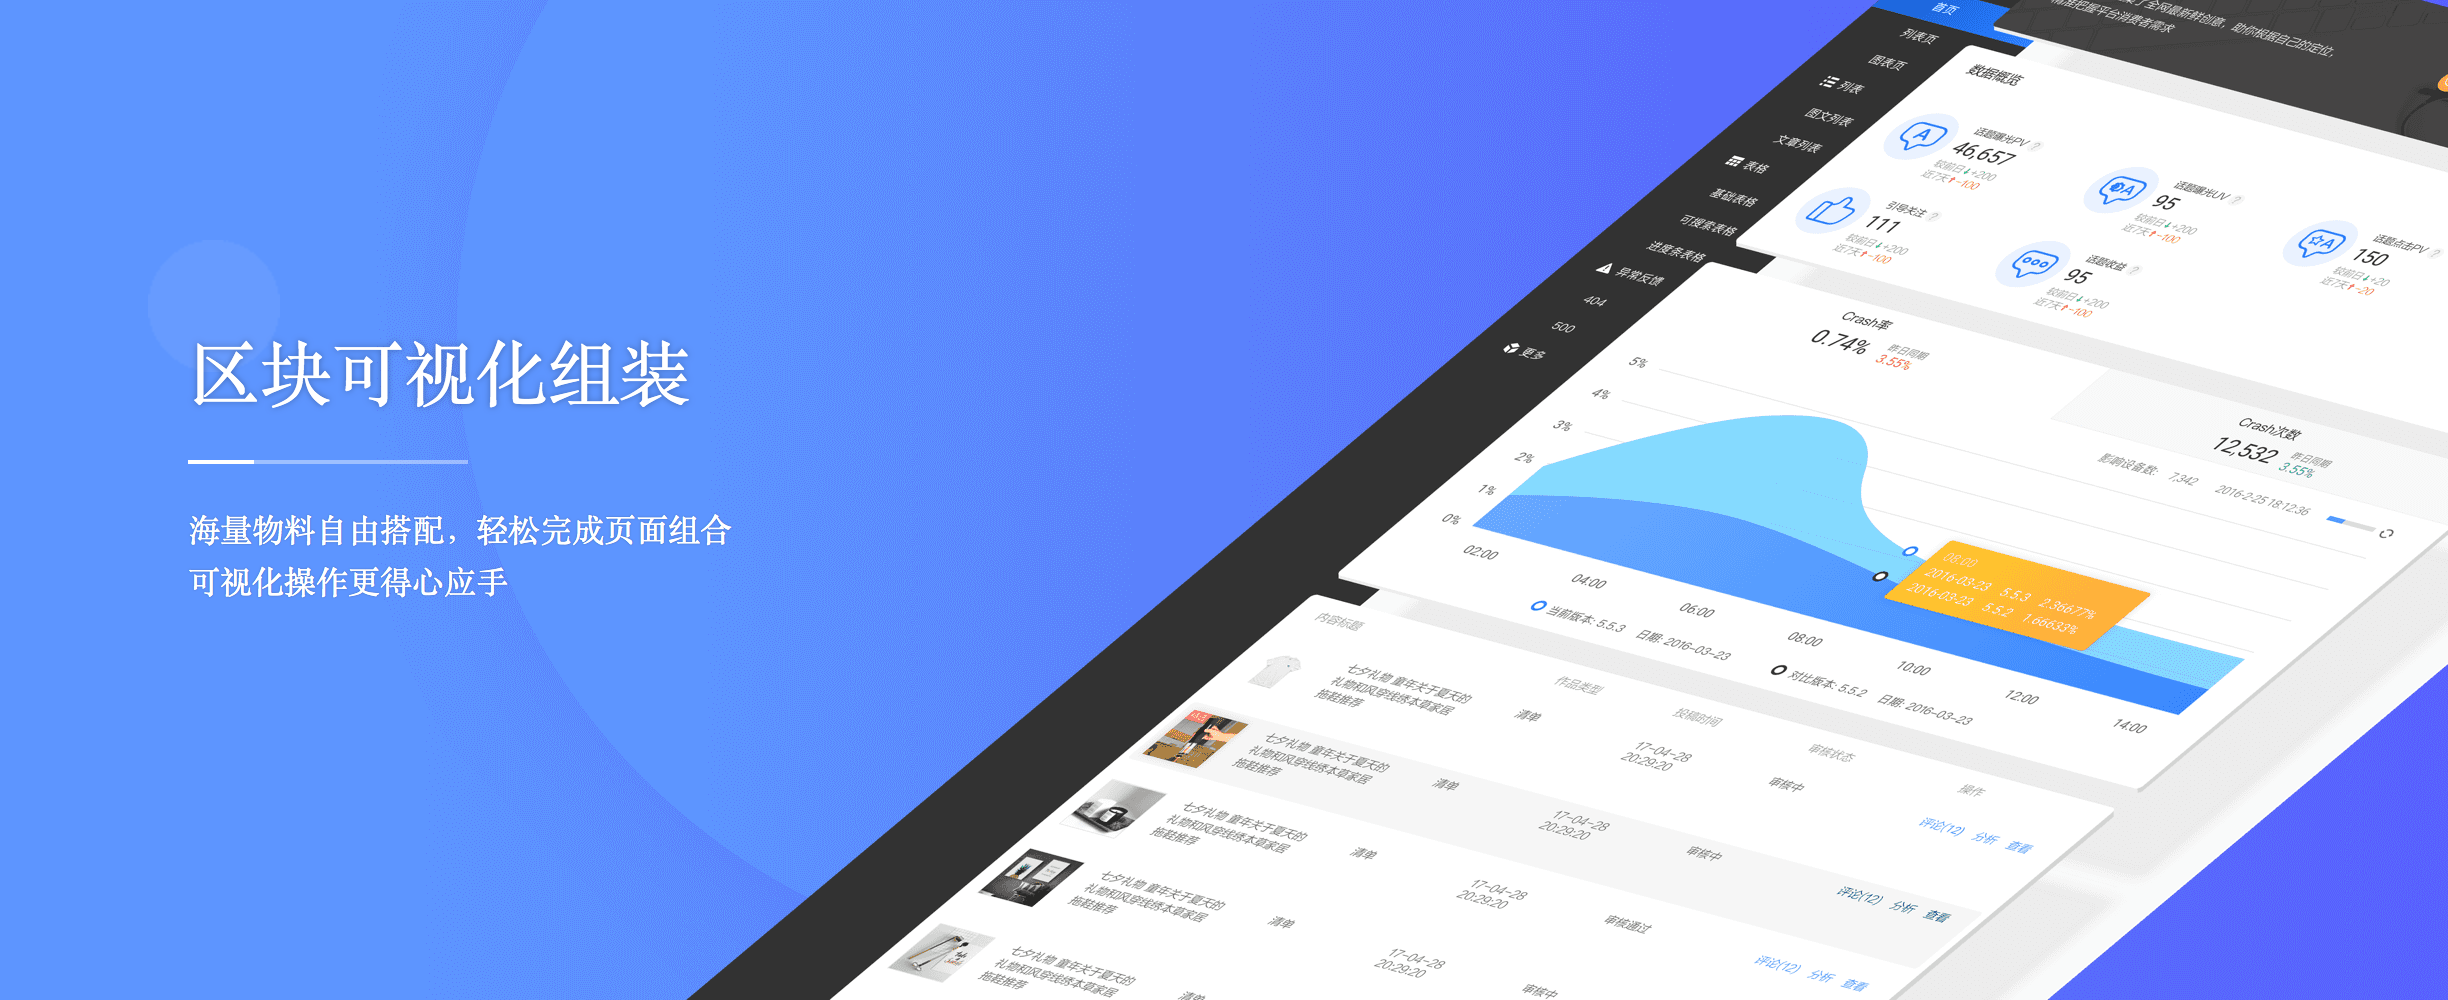 区块可视化组装
海量物料自由搭配，轻松完成页面组合
可视化操作更得心应手
首页
列表页
图表页
列表
图文列表
文章列表
表格
基础表格
可搜索表格
进度条表格
异常反馈
404
500
更多
了全网最新鲜创意，助你根据自己的定位，
精准把握平台消费者需求
数据概览
话题曝光PV ?
46,657
较前日↓+200
近7天↑-100
话题曝光UV ?
95
较前日↓+200
近7天↑-100
话题点击PV ?
150
较前日↓+20
近7天↑-20
引导关注 ?
111
较前日↓+200
近7天↑-100
话题收益 ?
95
较前日↓+200
近7天↑-100
Crash率
0.74% 昨日同期
3.55%
Crash次数
12,532 昨日同期
3.55%
影响设备数: 7,342 2016-2-25 18:12:36
5%
4%
3%
2%
1%
0%
02:00
04:00
06:00
08:00
10:00
12:00
14:00
08:00
2016-03-23 5.5.3 2.36677%
2016-03-23 5.5.2 1.66633%
当前版本: 5.5.3 日期: 2016-03-23
对比版本: 5.5.2 日期: 2016-03-23
内容标题
作品类型
投稿时间
审核状态
操作
七夕礼物 童年关于夏天的
礼物和风穿线绣本草家居
拖鞋推荐
清单
17-04-28
20:29:20
审核中
评论(12) 分析 查看
七夕礼物 童年关于夏天的
礼物和风穿线绣本草家居
拖鞋推荐
清单
17-04-28
20:29:20
审核中
评论(12) 分析 查看
七夕礼物 童年关于夏天的
礼物和风穿线绣本草家居
拖鞋推荐
清单
17-04-28
20:29:20
审核通过
评论(12) 分析 查看
七夕礼物 童年关于夏天的
礼物和风穿线绣本草家居
拖鞋推荐
清单
17-04-28
20:29:20
审核中
七夕礼物 童年关于夏天的
礼物和风穿线绣本草家居
拖鞋推荐
清单